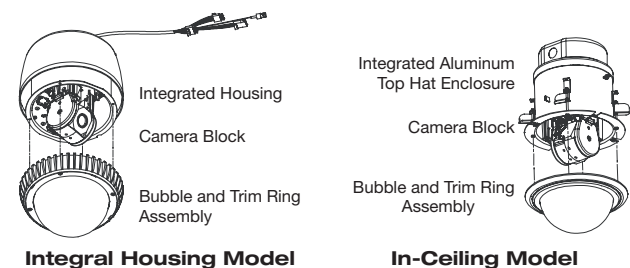 Integrated Housing
Camera Block
Bubble and Trim Ring
Assembly
Integral Housing Model
Integrated Aluminum
Top Hat Enclosure
Camera Block
Bubble and Trim Ring
Assembly
In-Ceiling Model